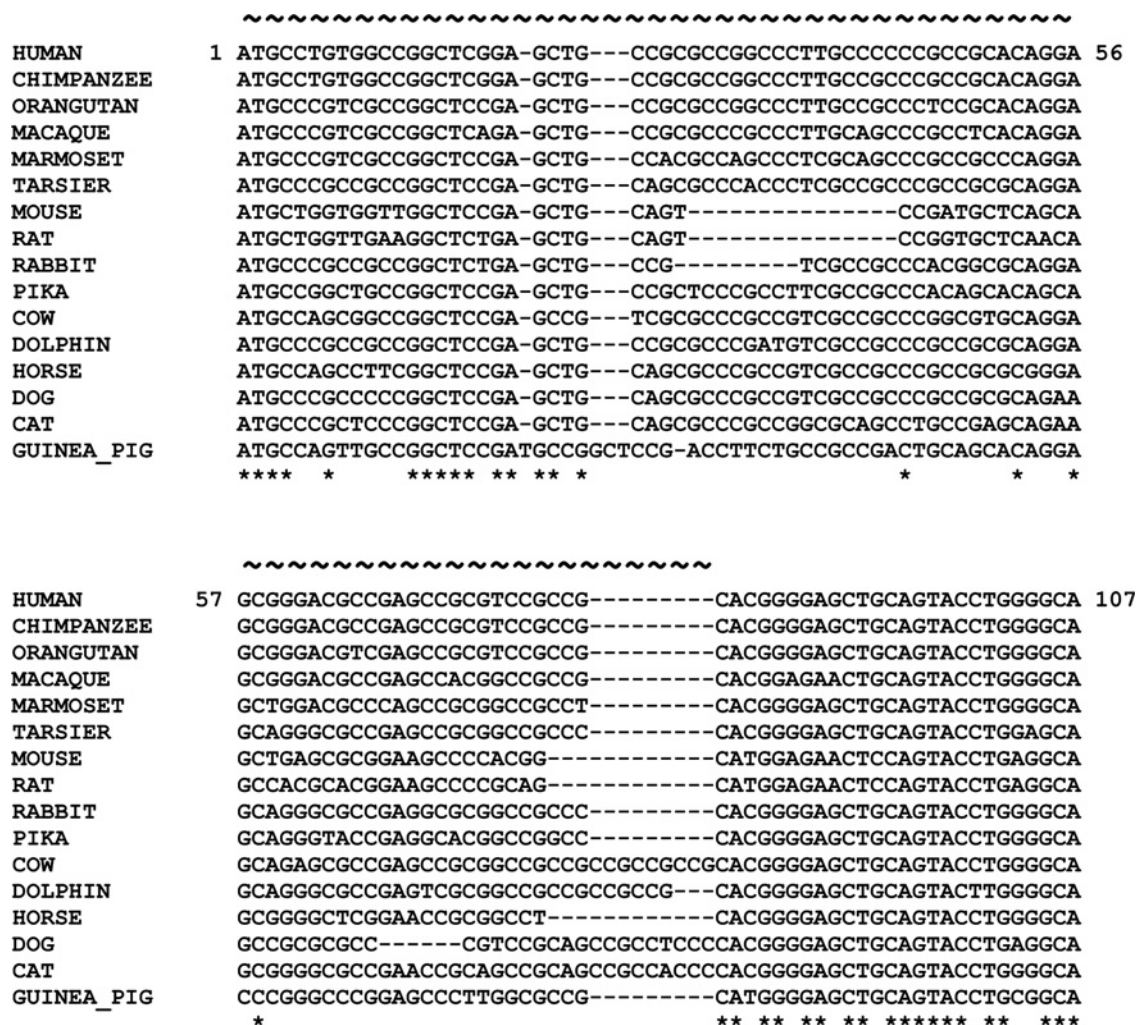 ~~~~~~~~~~~~~~~~~~~~~~~~~~~~~~~~~~~~~
HUMAN 1 ATGCCTGTGGCCGGCTCGGA-GCTG---CCGCGCCGGCCCTTGCCCCCCGCCGCACAGGA 56
CHIMPANZEE ATGCCTGTGGCCGGCTCGGA-GCTG---CCGCGCCGGCCCTTGCCGCCCGCCGCACAGGA
ORANGUTAN ATGCCCGTCGCCGGCTCCGA-GCTG---CCGCGCCGGCCCTTGCCGCCCTCCGCACAGGA
MACAQUE ATGCCCGTCGCCGGCTCAGA-GCTG---CCGCGCCCGCCCTTGCAGCCCGCCTCACAGGA
MARMOSET ATGCCCGTCGCCGGCTCCGA-GCTG---CCACGCCAGCCCTCGCAGCCCGCCGCCCAGGA
TARSIER ATGCCCGCCGCCGGCTCCGA-GCTG---CAGCGCCCACCCTCGCCGCCCGCCGCGCAGGA
MOUSE ATGCTGGTGGTTGGCTCCGA-GCTG---CAGT---------------CCGATGCTCAGCA
RAT ATGCTGGTTGAAGGCTCTGA-GCTG---CAGT---------------CCGGTGCTCAACA
RABBIT ATGCCCGCCGCCGGCTCTGA-GCTG---CCG---------TCGCCGCCCACGGCGCAGGA
PIKA ATGCCGGCTGCCGGCTCCGA-GCTG---CCGCTCCCGCCTTCGCCGCCCACAGCACAGCA
COW ATGCCAGCGGCCGGCTCCGA-GCCG---TCGCGCCCGCCGTCGCCGCCCGGCGTGCAGGA
DOLPHIN ATGCCCGCCGCCGGCTCCGA-GCTG---CCGCGCCCGATGTCGCCGCCCGCCGCGCAGGA
HORSE ATGCCAGCCTTCGGCTCCGA-GCTG---CAGCGCCCGCCGTCGCCGCCCGCCGCGCGGGA
DOG ATGCCCGCCCCCGGCTCCGA-GCTG---CAGCGCCCGCCGTCGCCGCCCGCCGCGCAGAA
CAT ATGCCCGCTCCCGGCTCCGA-GCTG---CAGCGCCCGCCGGCGCAGCCTGCCGAGCAGAA
GUINEA_PIG ATGCCAGTTGCCGGCTCCGATGCCGGCTCCG-ACCTTCTGCCGCCGACTGCAGCACAGGA
**** * ***** ** ** * * * *
~~~~~~~~~~~~~~~~~~~~~
HUMAN 57 GCGGGACGCCGAGCCGCGTCCGCCG---------CACGGGGAGCTGCAGTACCTGGGGCA 107
CHIMPANZEE GCGGGACGCCGAGCCGCGTCCGCCG---------CACGGGGAGCTGCAGTACCTGGGGCA
ORANGUTAN GCGGGACGTCGAGCCGCGTCCGCCG---------CACGGGGAGCTGCAGTACCTGGGGCA
MACAQUE GCGGGACGCCGAGCCACGGCCGCCG---------CACGGAGAACTGCAGTACCTGGGGCA
MARMOSET GCTGGACGCCCAGCCGCGGCCGCCT---------CACGGGGAGCTGCAGTACCTGGGGCA
TARSIER GCAGGGCGCCGAGCCGCGGCCGCCC---------CACGGGGAGCTGCAGTACCTGGAGCA
MOUSE GCTGAGCGCGGAAGCCCCACGG------------CATGGAGAACTCCAGTACCTGAGGCA
RAT GCCACGCACGGAAGCCCCGCAG------------CATGGAGAACTCCAGTACCTGAGGCA
RABBIT GCAGGGCGCCGAGGCGCGGCCGCCC---------CACGGGGAGCTGCAGTACCTGGGGCA
PIKA GCAGGGTACCGAGGCACGGCCGGCC---------CACGGGGAGCTGCAGTACCTGGGGCA
COW GCAGAGCGCCGAGCCGCGGCCGCCGCCGCCGCCGCACGGGGAGCTGCAGTACCTGGGGCA
DOLPHIN GCAGGGCGCCGAGTCGCGGCCGCCGCCGCCG---CACGGGGAGCTGCAGTACTTGGGGCA
HORSE GCGGGGCTCGGAACCGCGGCCT------------CACGGGGAGCTGCAGTACCTGGGGCA
DOG GCCGCGCGCC------CGTCCGCAGCCGCCTCCCCACGGGGAGCTGCAGTACCTGAGGCA
CAT GCGGGGCGCCGAACCGCAGCCGCAGCCGCCACCCCACGGGGAGCTGCAGTACCTGGGGCA
GUINEA_PIG CCCGGGCCCGGAGCCCTTGGCGCCG---------CATGGGGAGCTGCAGTACCTGCGGCA
* ** ** ** ** ****** ** ***